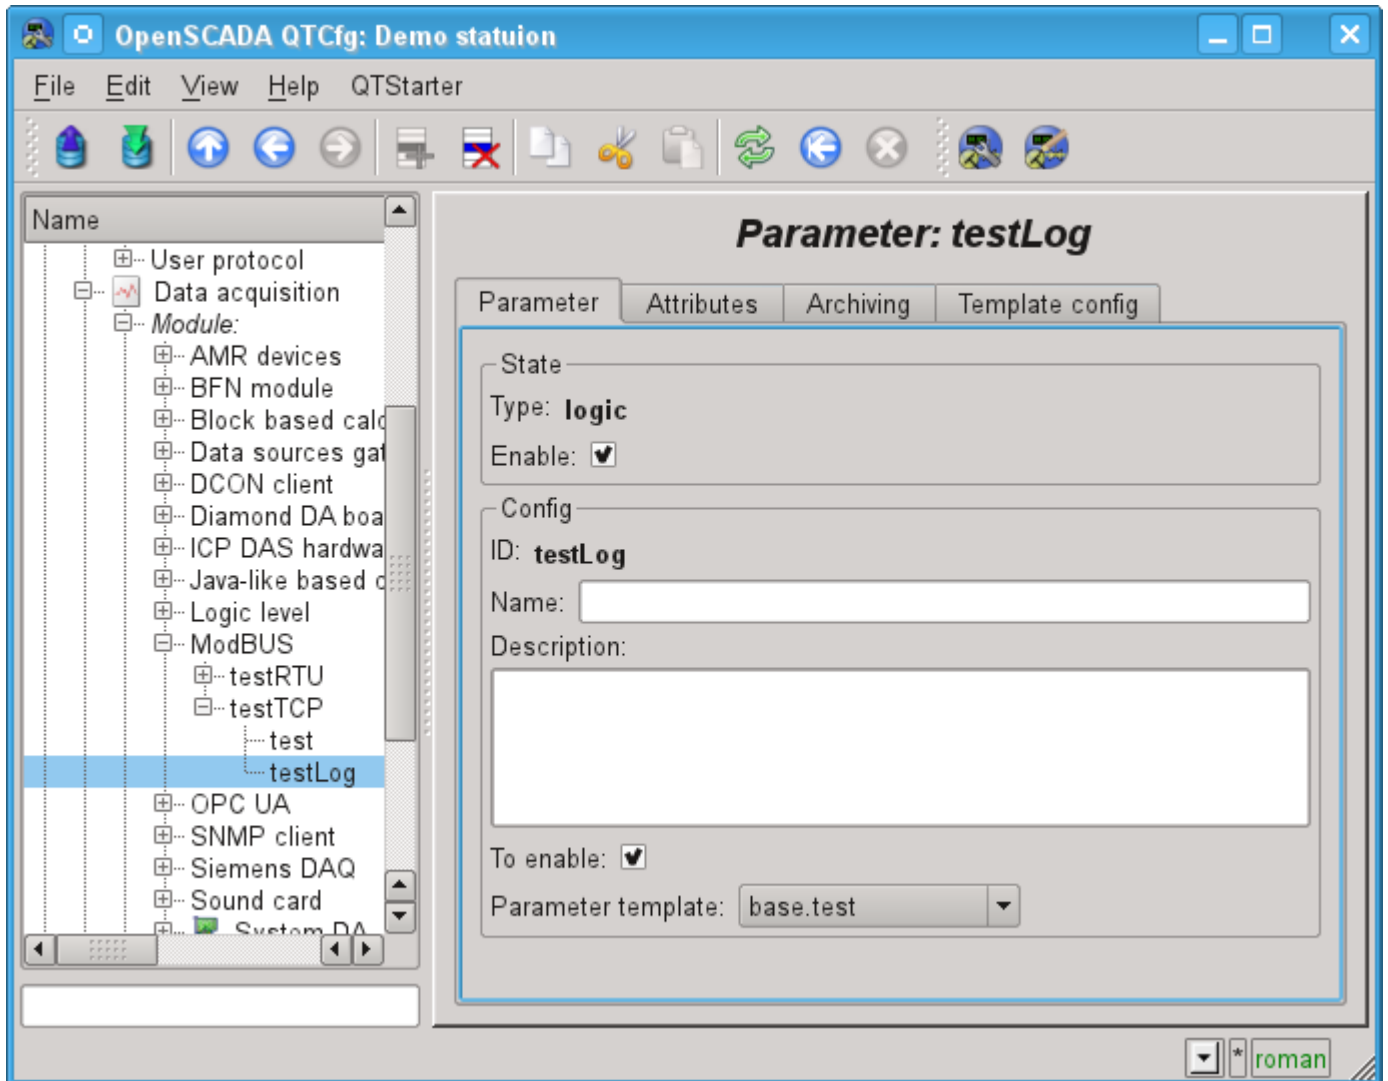 OpenSCADA QTCfg: Demo statuion
File Edit View Help QTStarter
Name
User protocol
Data acquisition
Module:
AMR devices
BFN module
Block based calc
Data sources gat
DCON client
Diamond DA boa
ICP DAS hardwa
Java-like based c
Logic level
ModBUS
testRTU
testTCP
test
testLog
OPC UA
SNMP client
Siemens DAQ
Sound card
System DA
Parameter: testLog
Parameter Attributes Archiving Template config
State
Type: logic
Enable:
Config
ID: testLog
Name:
Description:
To enable:
Parameter template: base.test
* roman